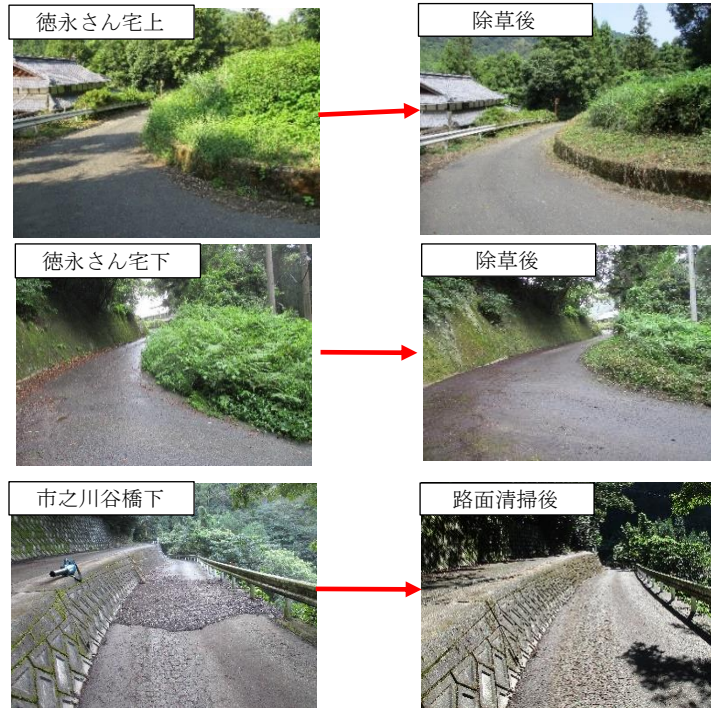 徳永さん宅上
除草後
徳永さん宅下
除草後
市之川谷橋下
路面清掃後